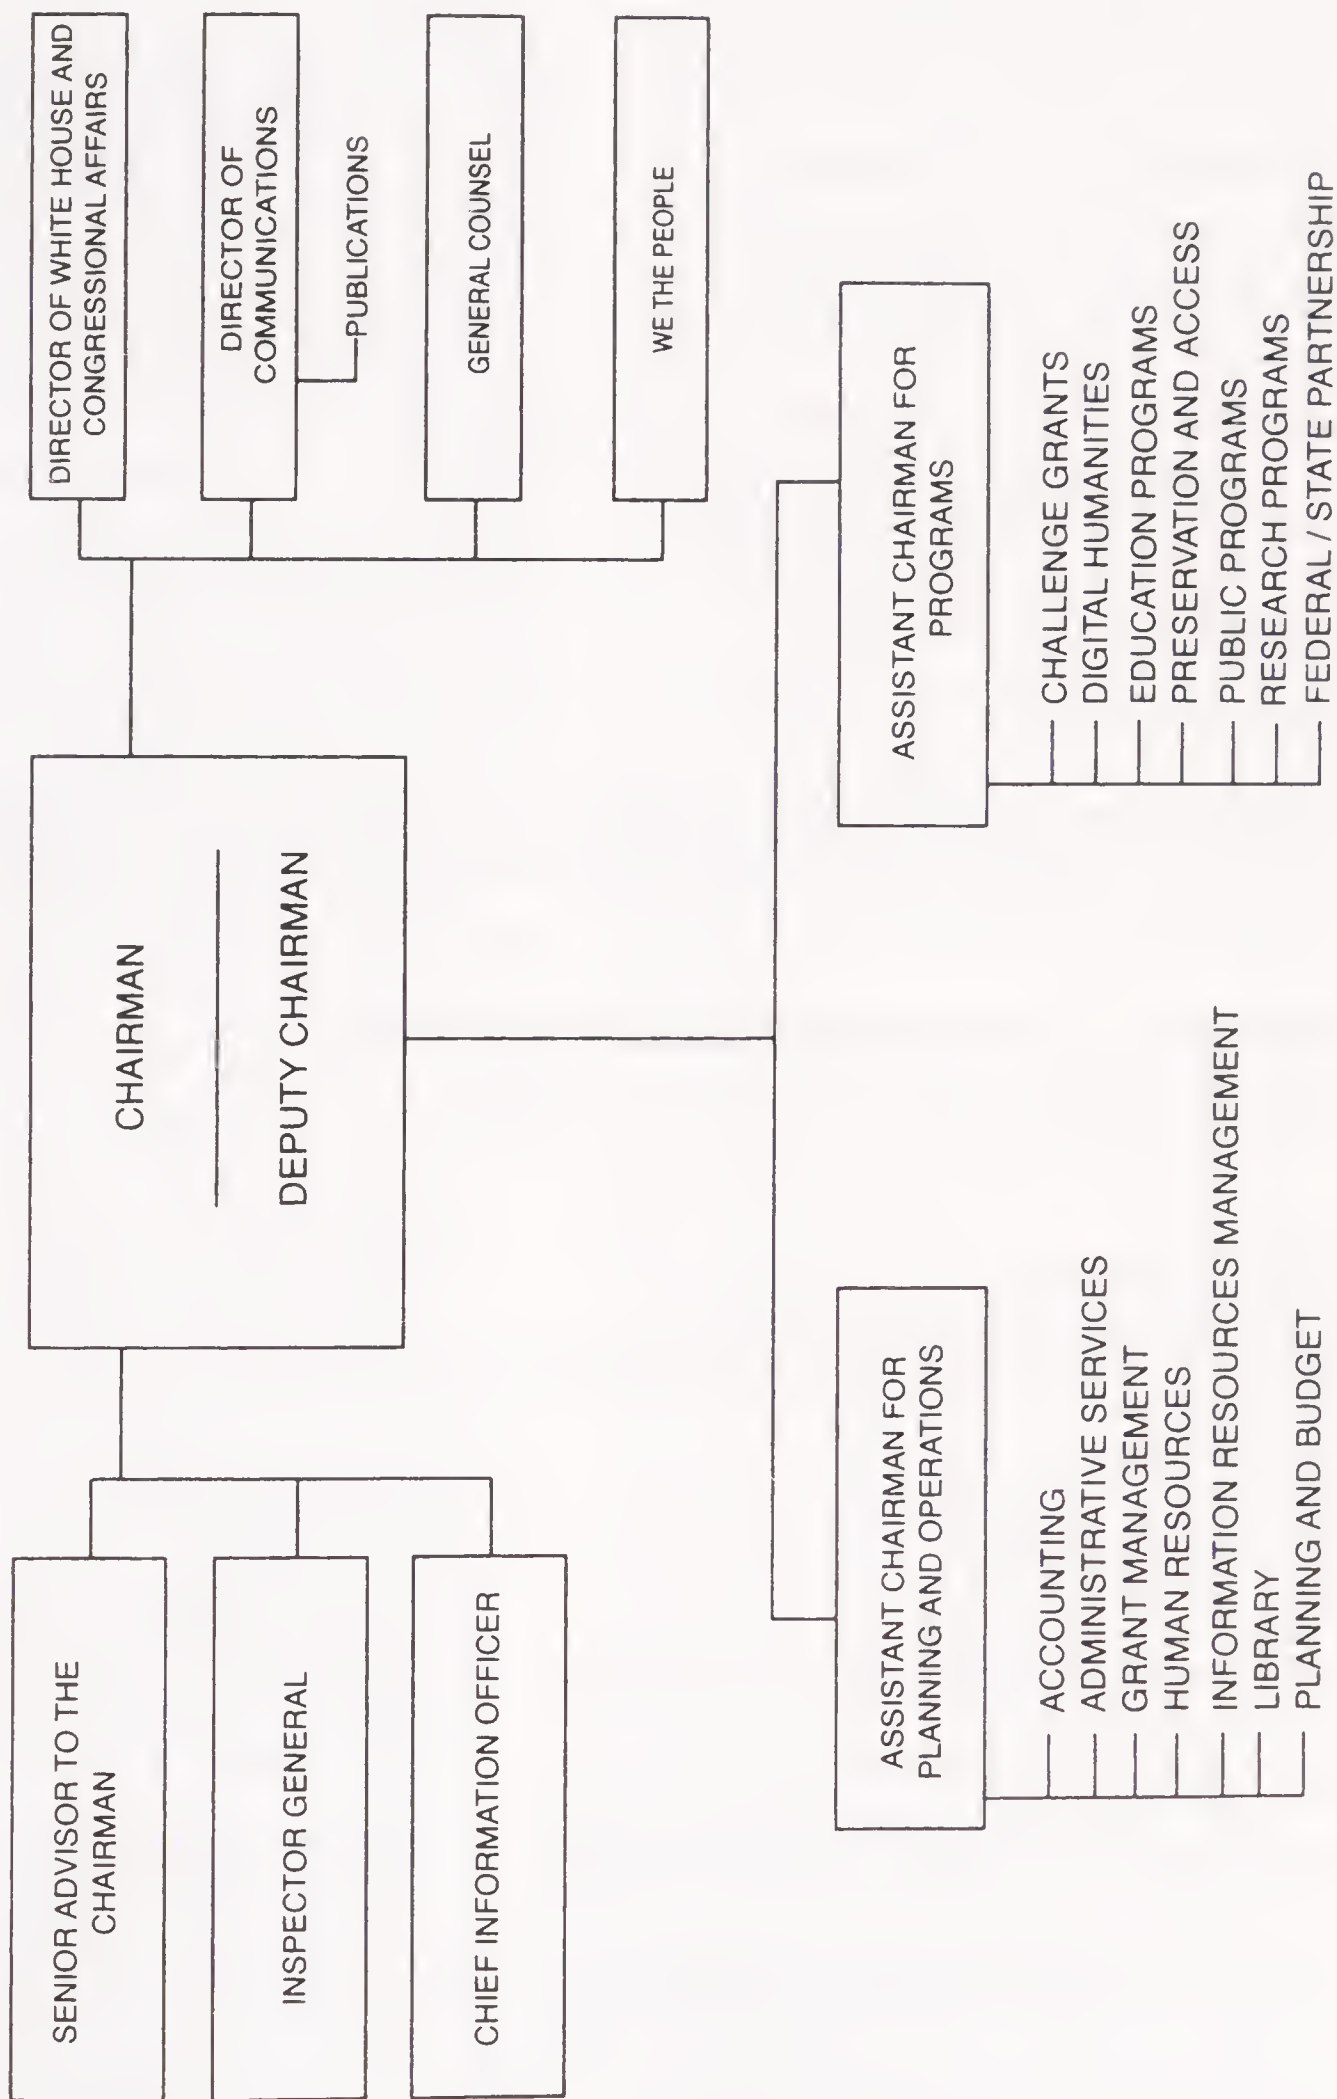 SENIOR ADVISOR TO THE
CHAIRMAN
INSPECTOR GENERAL
CHIEF INFORMATION OFFICER
CHAIRMAN
DEPUTY CHAIRMAN
DIRECTOR OF WHITE HOUSE AND
CONGRESSIONAL AFFAIRS
DIRECTOR OF
COMMUNICATIONS
PUBLICATIONS
GENERAL COUNSEL
WE THE PEOPLE
ASSISTANT CHAIRMAN FOR
PLANNING AND OPERATIONS
ACCOUNTING
ADMINISTRATIVE SERVICES
GRANT MANAGEMENT
HUMAN RESOURCES
INFORMATION RESOURCES MANAGEMENT
LIBRARY
PLANNING AND BUDGET
ASSISTANT CHAIRMAN FOR
PROGRAMS
CHALLENGE GRANTS
DIGITAL HUMANITIES
EDUCATION PROGRAMS
PRESERVATION AND ACCESS
PUBLIC PROGRAMS
RESEARCH PROGRAMS
FEDERAL / STATE PARTNERSHIP